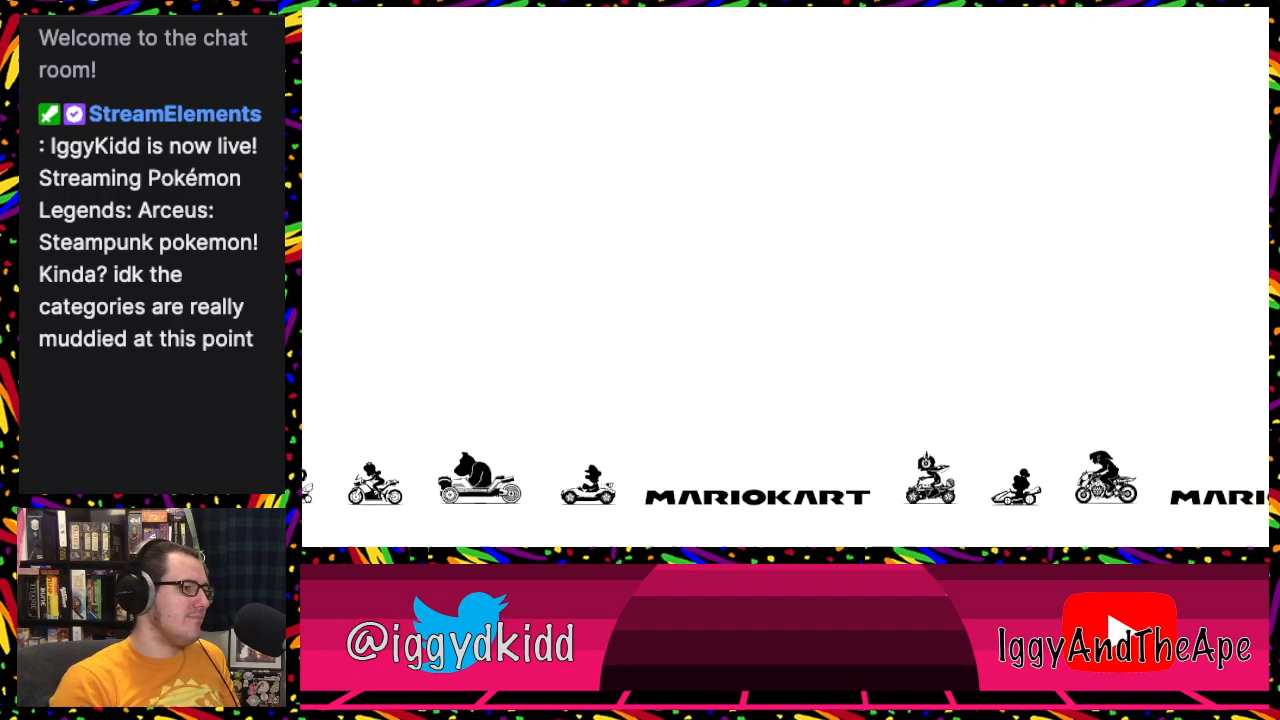 Welcome to the chat
room!
StreamElements
: IggyKidd is now live!
Streaming Pokémon
Legends: Arceus:
Steampunk pokemon!
Kinda? idk the
categories are really
muddied at this point
MARIOKART
MARI
@iggydkidd
IggyAndTheApe